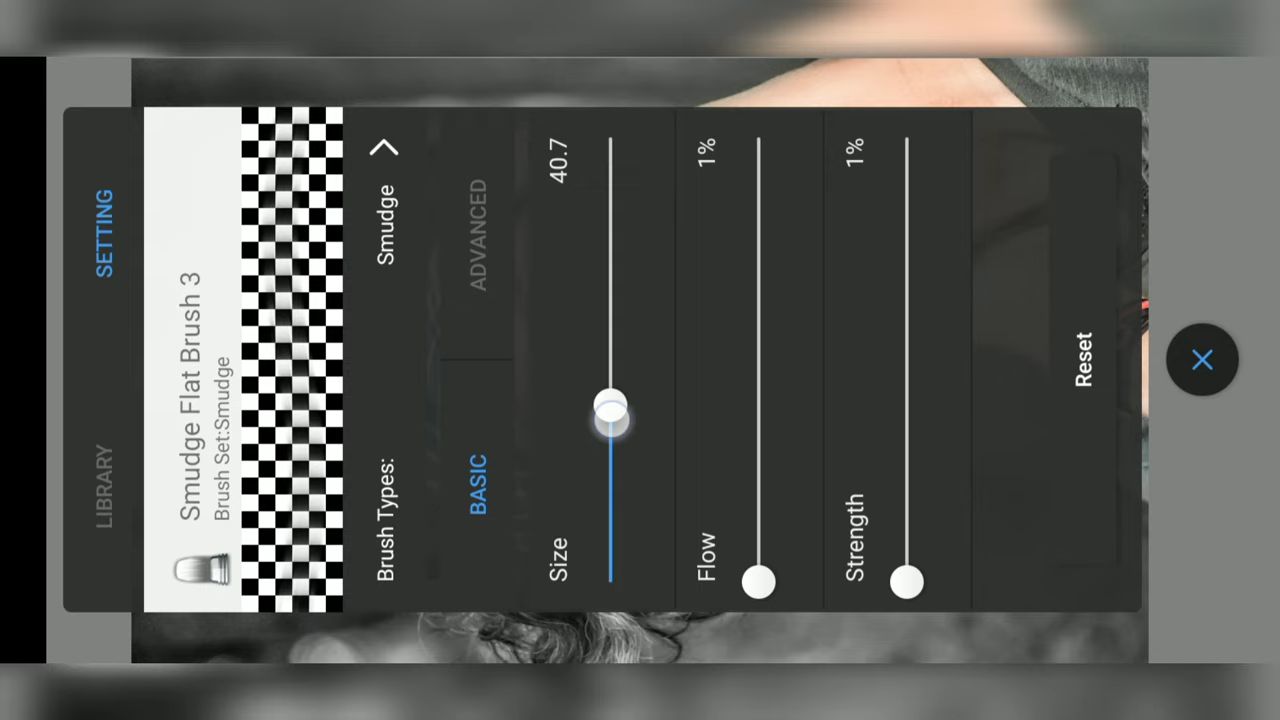 LIBRARY SETTING
Smudge Flat Brush 3
Brush Set:Smudge
Brush Types: Smudge
BASIC ADVANCED
Size 40.7
Flow 1%
Strength 1%
Reset